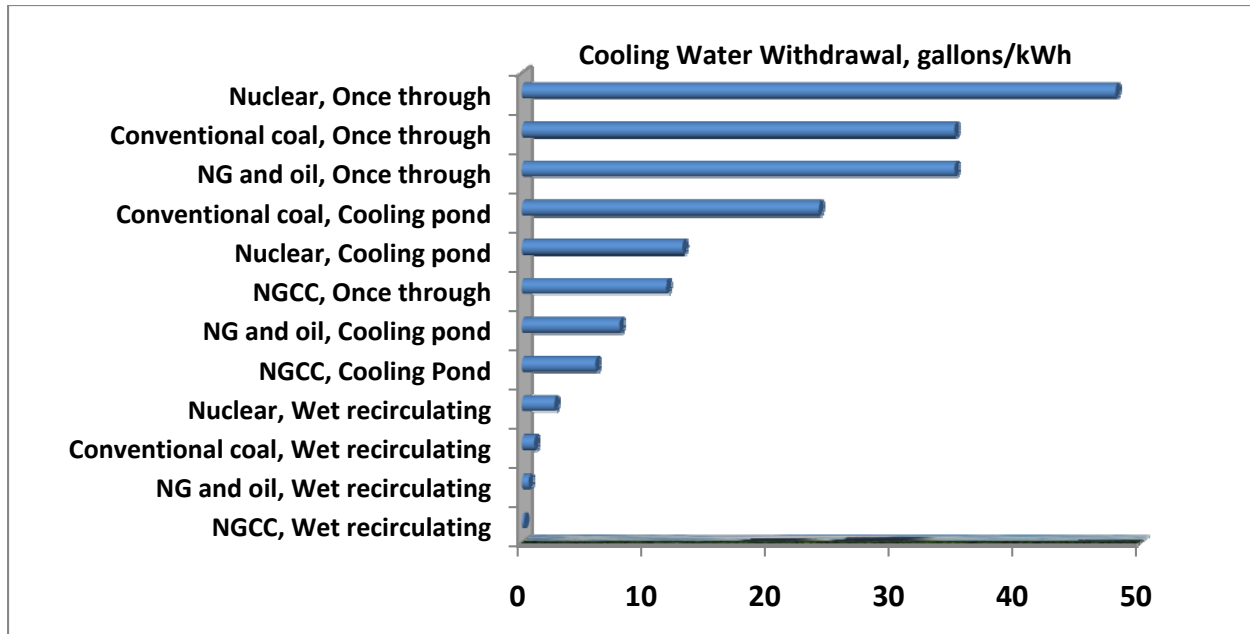 Cooling Water Withdrawal, gallons/kWh
Nuclear, Once through
Conventional coal, Once through
NG and oil, Once through
Conventional coal, Cooling pond
Nuclear, Cooling pond
NGCC, Once through
NG and oil, Cooling pond
NGCC, Cooling Pond
Nuclear, Wet recirculating
Conventional coal, Wet recirculating
NG and oil, Wet recirculating
NGCC, Wet recirculating
0 10 20 30 40 50